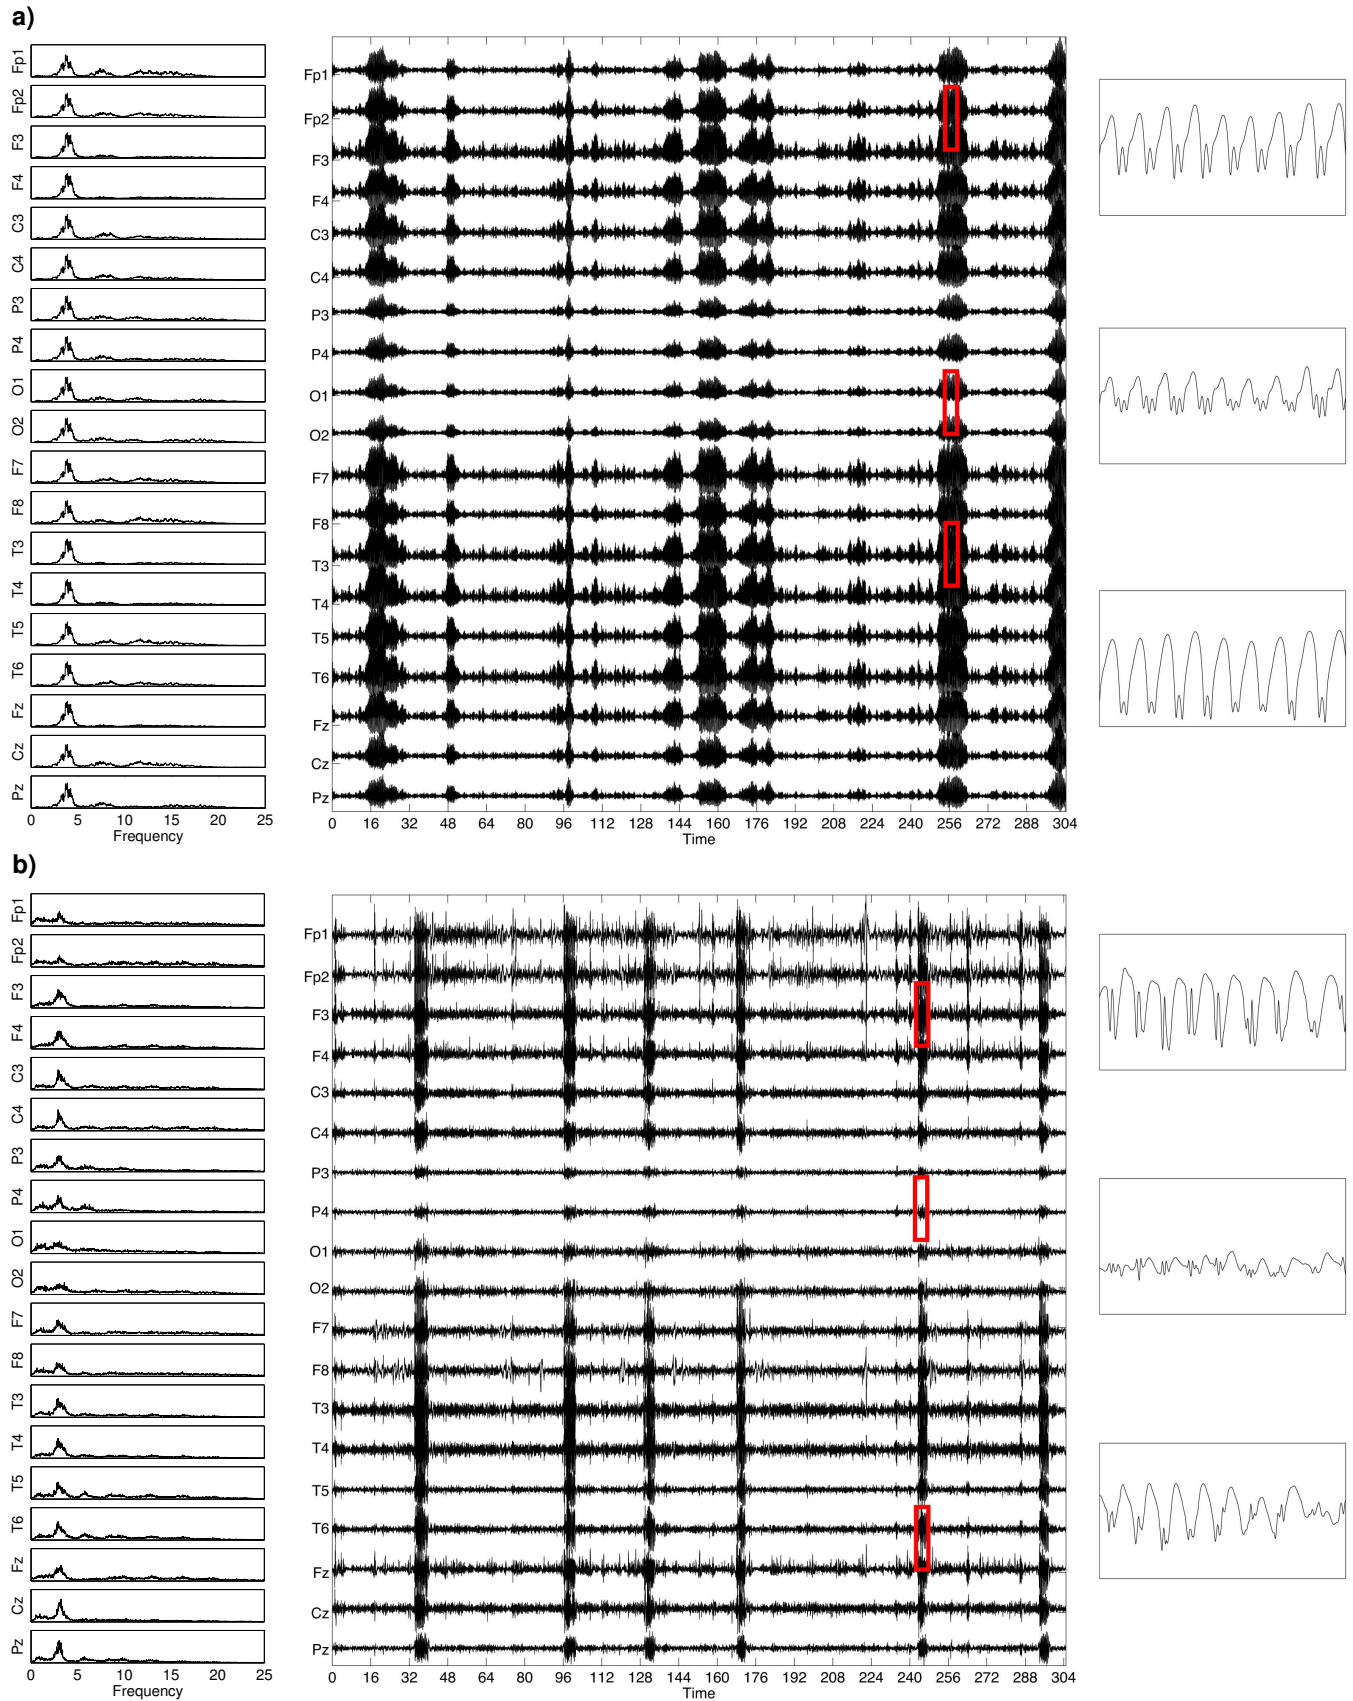 a)
Fp1
Fp2
F3
F4
C3
C4
P3
P4
O1
O2
F7
F8
T3
T4
T5
T6
Fz
Cz
Pz
0 5 10 15 20 25
Frequency
Fp1
Fp2
F3
F4
C3
C4
P3
P4
O1
O2
F7
F8
T3
T4
T5
T6
Fz
Cz
Pz
0 16 32 48 64 80 96 112 128 144 160 176 192 208 224 240 256 272 288 304
Time
b)
Fp1
Fp2
F3
F4
C3
C4
P3
P4
O1
O2
F7
F8
T3
T4
T5
T6
Fz
Cz
Pz
0 5 10 15 20 25
Frequency
Fp1
Fp2
F3
F4
C3
C4
P3
P4
O1
O2
F7
F8
T3
T4
T5
T6
Fz
Cz
Pz
0 16 32 48 64 80 96 112 128 144 160 176 192 208 224 240 256 272 288 304
Time